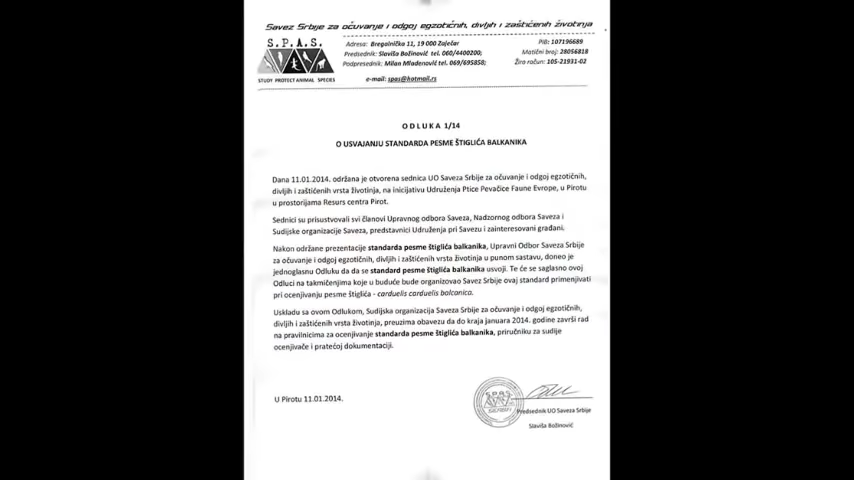 Savez Srbije za očuvanje i odgoj egzotičnih, divljih i zaštićenih životinja
S.P.A.S.
STUDY PROTECT ANIMAL SPECIES
Adresa: Bregalnička 11, 19 000 Zaječar
Predsednik: Slaviša Božinović tel. 060/4400200;
Potpresednik: Milan Mladenović tel. 069/695858;
e-mail: spas@hotmail.rs
PIB: 107196689
Matični broj: 28056818
Žiro račun: 105-21931-02
O D L U K A 1/14
O USVAJANJU STANDARDA PESME ŠTIGLIĆA BALKANIKA
Dana 11.01.2014. održana je otvorena sednica UO Saveza Srbije za očuvanje i odgoj egzotičnih,
divljih i zaštićenih vrsta životinja, na inicijativu Udruženja Ptice Pevačice Faune Evrope, u Pirotu
u prostorijama Resurs centra Pirot.
Sednici su prisustvovali svi članovi Upravnog odbora Saveza, Nadzornog odbora Saveza i
Sudijske organizacije Saveza, predstavnici Udruženja pri Savezu i zainteresovani građani.
Nakon održane prezentacije standarda pesme štiglića balkanika, Upravni Odbor Saveza Srbije
za očuvanje i odgoj egzotičnih, divljih i zaštićenih vrsta životinja u punom sastavu, doneo je
jednoglasnu Odluku da da se standard pesme štiglića balkanika usvoji. Te će se saglasno ovoj
Odluci na takmičenjima koje u buduće bude organizovao Savez Srbije ovaj standard primenjivati
pri ocenjivanju pesme štiglića - carduelis carduelis balcanica.
Uskladu sa ovom Odlukom, Sudijska organizacija Saveza Srbije za očuvanje i odgoj egzotičnih,
divljih i zaštićenih vrsta životinja, preuzima obavezu da do kraja januara 2014. godine završi rad
na pravilnicima za ocenjivanje standarda pesme štiglića balkanika, priručniku za sudije
ocenjivače i pratećoj dokumentaciji.
U Pirotu 11.01.2014.
Predsednik UO Saveza Srbije
Slaviša Božinović